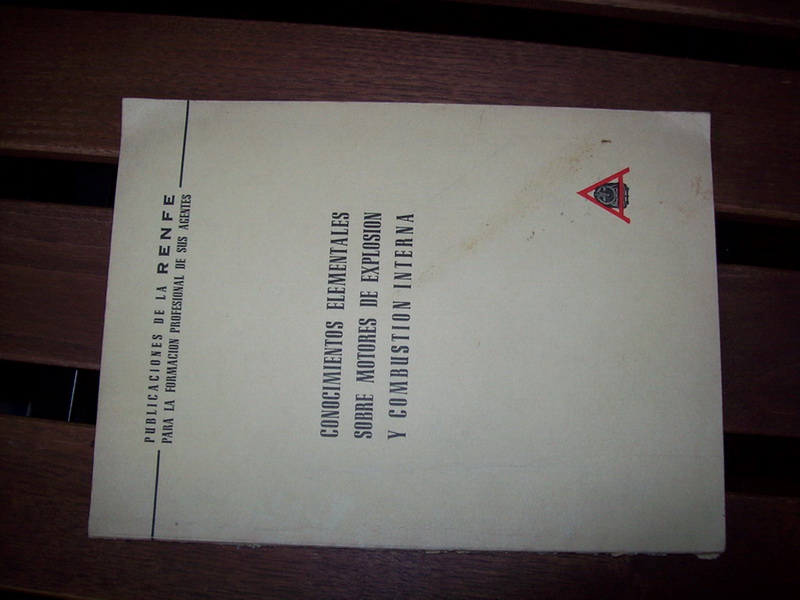 PUBLICACIONES DE LA RENFE
PARA LA FORMACION PROFESIONAL DE SUS AGENTES
CONOCIMIENTOS ELEMENTALES
SOBRE MOTORES DE EXPLOSION
Y COMBUSTION INTERNA